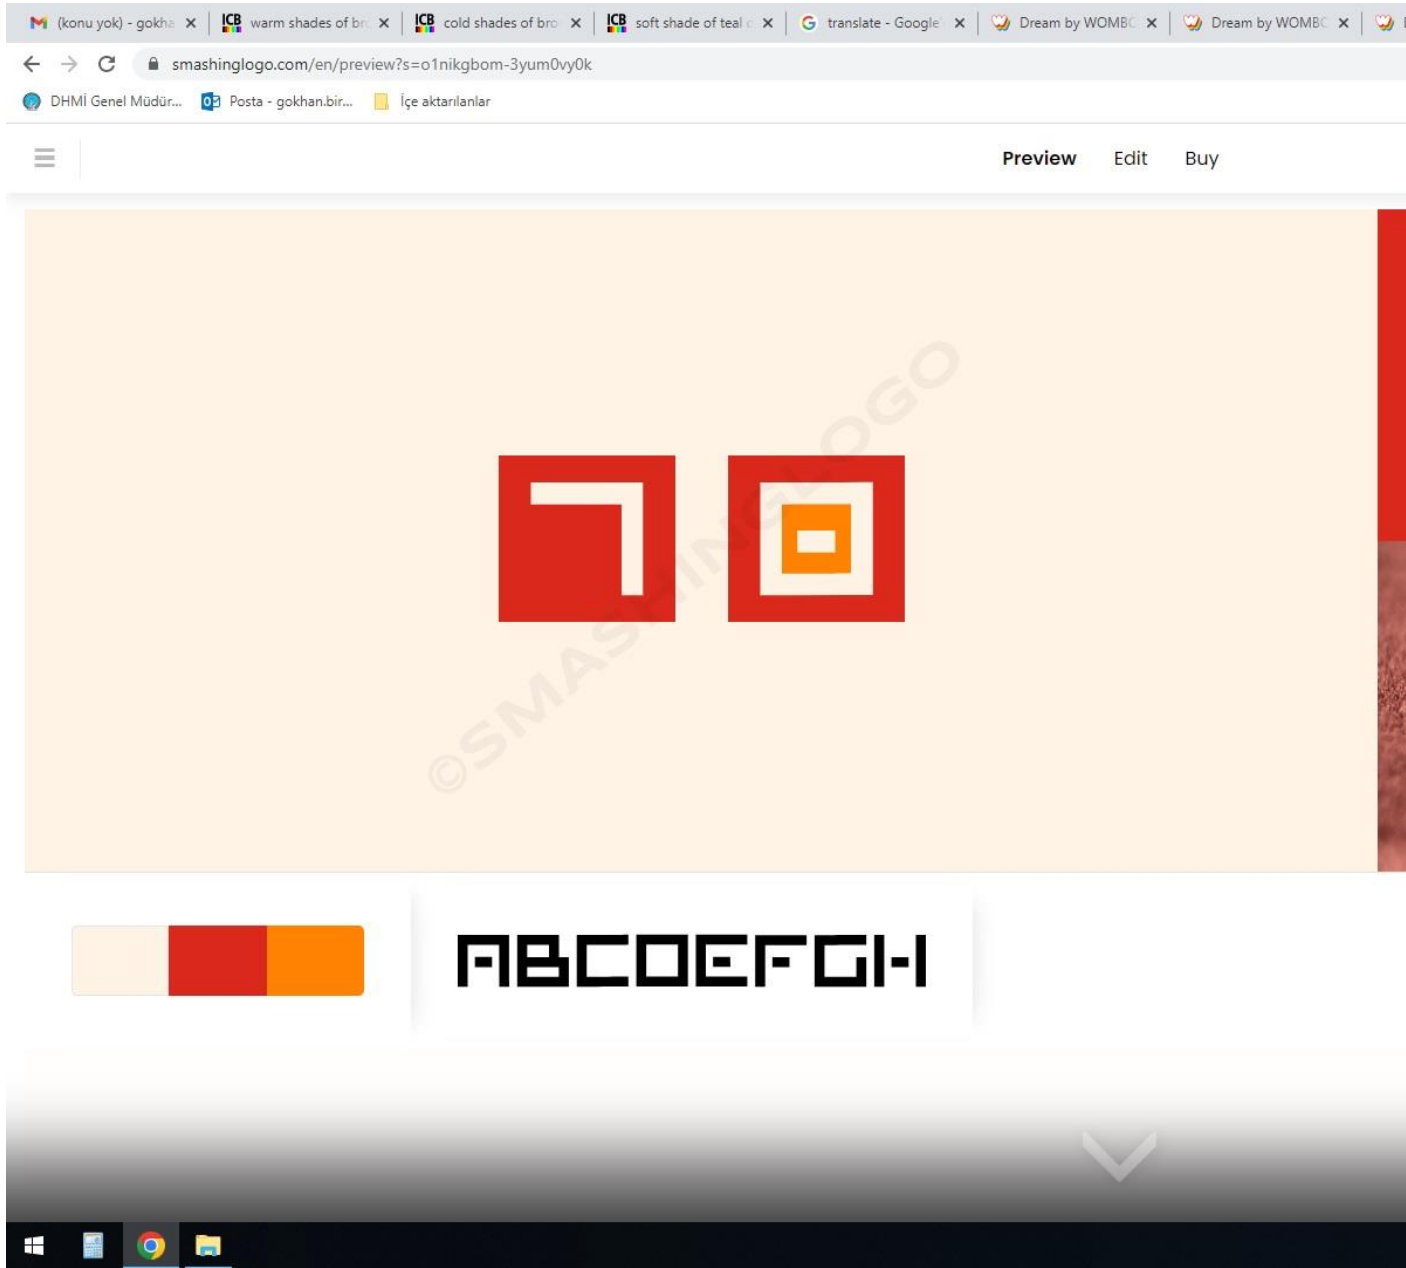 (konu yok) - gokha
warm shades of br
cold shades of bro
soft shade of teal c
translate - Google
Dream by WOMBO
Dream by WOMBO
smashinglogo.com/en/preview?s=o1nikgbom-3yum0vy0k
DHMİ Genel Müdür...
Posta - gokhan.bir...
İçe aktarılanlar
Preview Edit Buy
©SMASHINGLOGO
ABCDEFGH